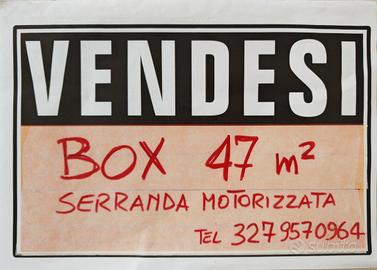 VENDESI
BOX 47 m²
SERRANDA MOTORIZZATA
TEL 3279570964